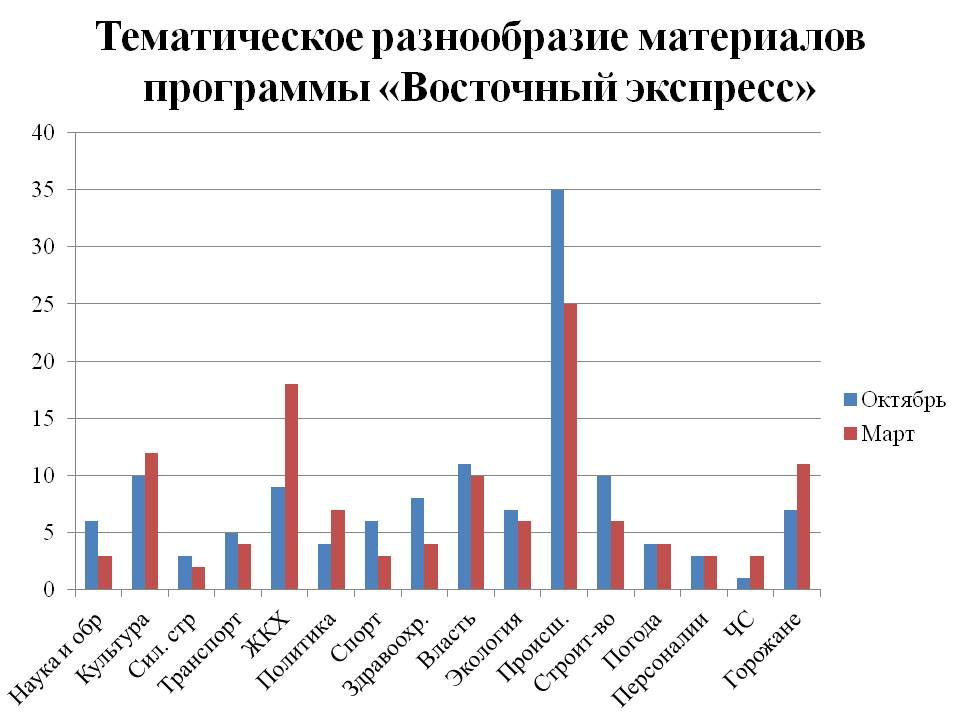 Тематическое разнообразие материалов
программы «Восточный экспресс»
40
35
30
25
20
15
10
5
0
Октябрь
Март
Наука и обр
Культура
Сил. стр
Транспорт
ЖКХ
Политика
Спорт
Здравоохр.
Власть
Экология
Происш.
Строит-во
Погода
Персоналии
ЧС
Горожане